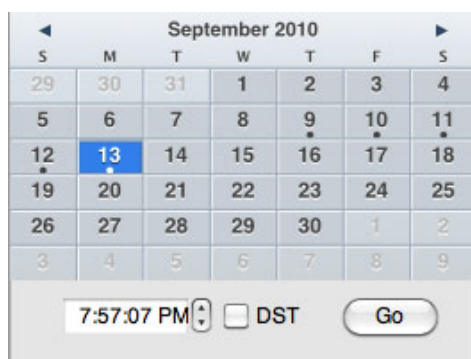 September 2010
S M T W T F S
29 30 31 1 2 3 4
5 6 7 8 9 10 11
12 13 14 15 16 17 18
19 20 21 22 23 24 25
26 27 28 29 30 1 2
3 4 5 6 7 8 9
7:57:07 PM DST Go